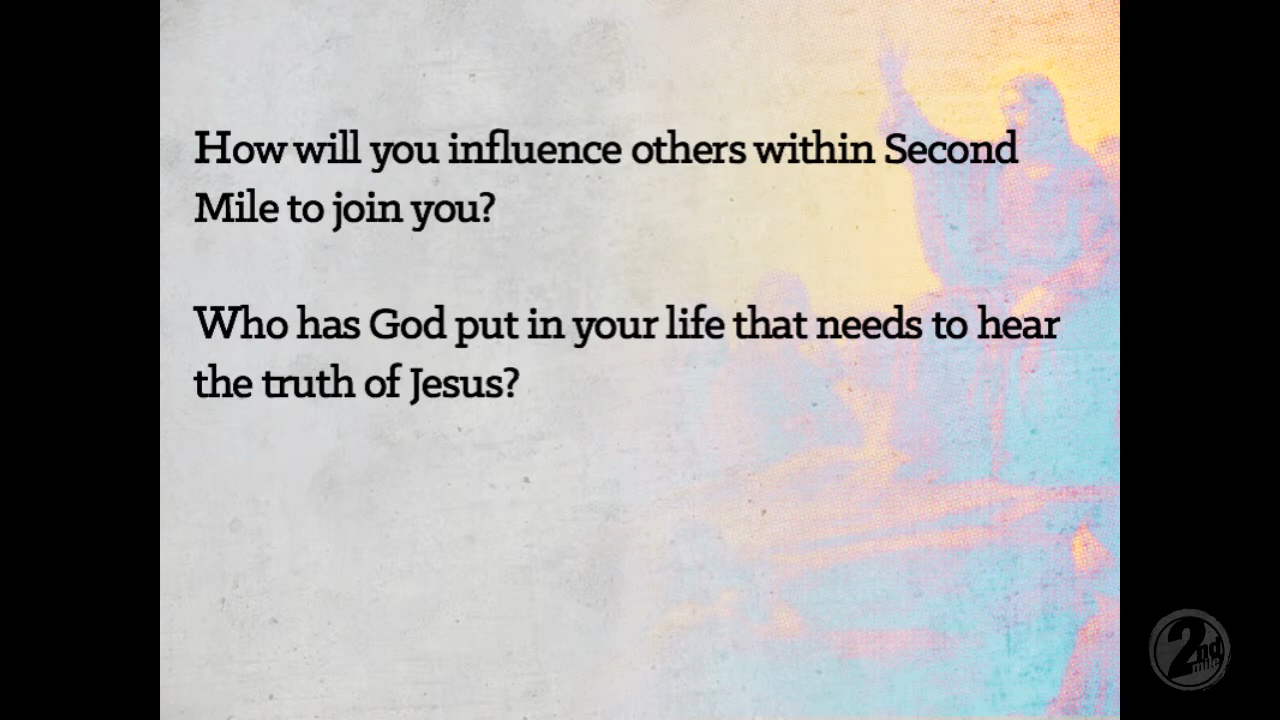 How will you influence others within Second
Mile to join you?
Who has God put in your life that needs to hear
the truth of Jesus?
2nd
mile